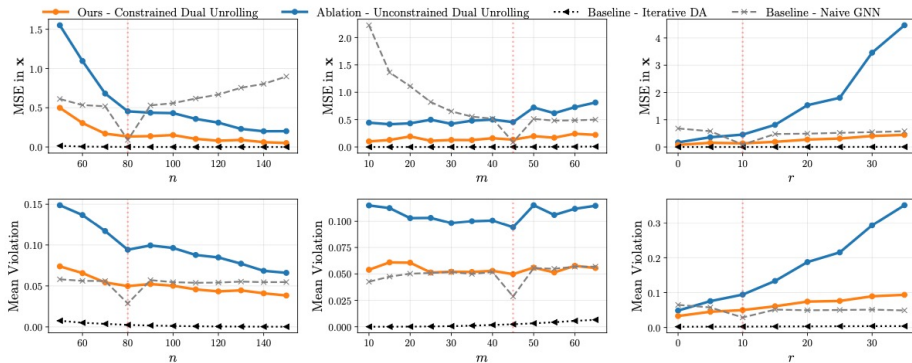 Ours - Constrained Dual Unrolling Ablation - Unconstrained Dual Unrolling Baseline - Iterative DA Baseline - Naive GNN
MSE in x
1.5
1.0
0.5
0.0
60 80 100 120 140
n
MSE in x
2.0
1.5
1.0
0.5
0.0
10 20 30 40 50 60
m
MSE in x
4
3
2
1
0
0 10 20 30
r
Mean Violation
0.15
0.10
0.05
0.00
60 80 100 120 140
n
Mean Violation
0.100
0.075
0.050
0.025
0.000
10 20 30 40 50 60
m
Mean Violation
0.3
0.2
0.1
0.0
0 10 20 30
r